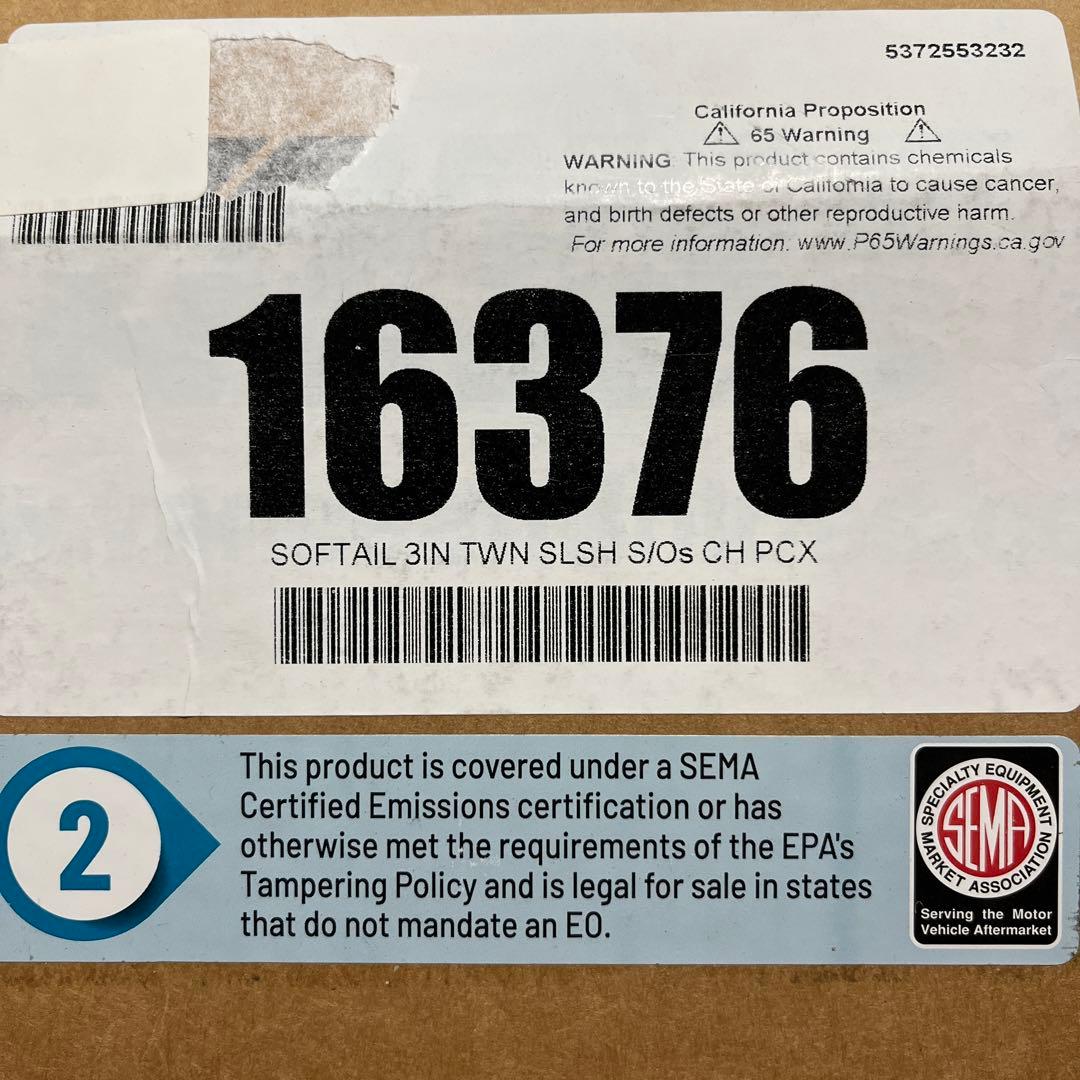 5372553232
California Proposition
65 Warning
WARNING: This product contains chemicals
known to the State of California to cause cancer,
and birth defects or other reproductive harm.
For more information: www.P65Warnings.ca.gov
16376
SOFTAIL 3IN TWN SLSH S/Os CH PCX
2
This product is covered under a SEMA
Certified Emissions certification or has
otherwise met the requirements of the EPA's
Tampering Policy and is legal for sale in states
that do not mandate an EO.
SPECIALTY EQUIPMENT
MARKET ASSOCIATION
SEMA
Serving the Motor
Vehicle Aftermarket